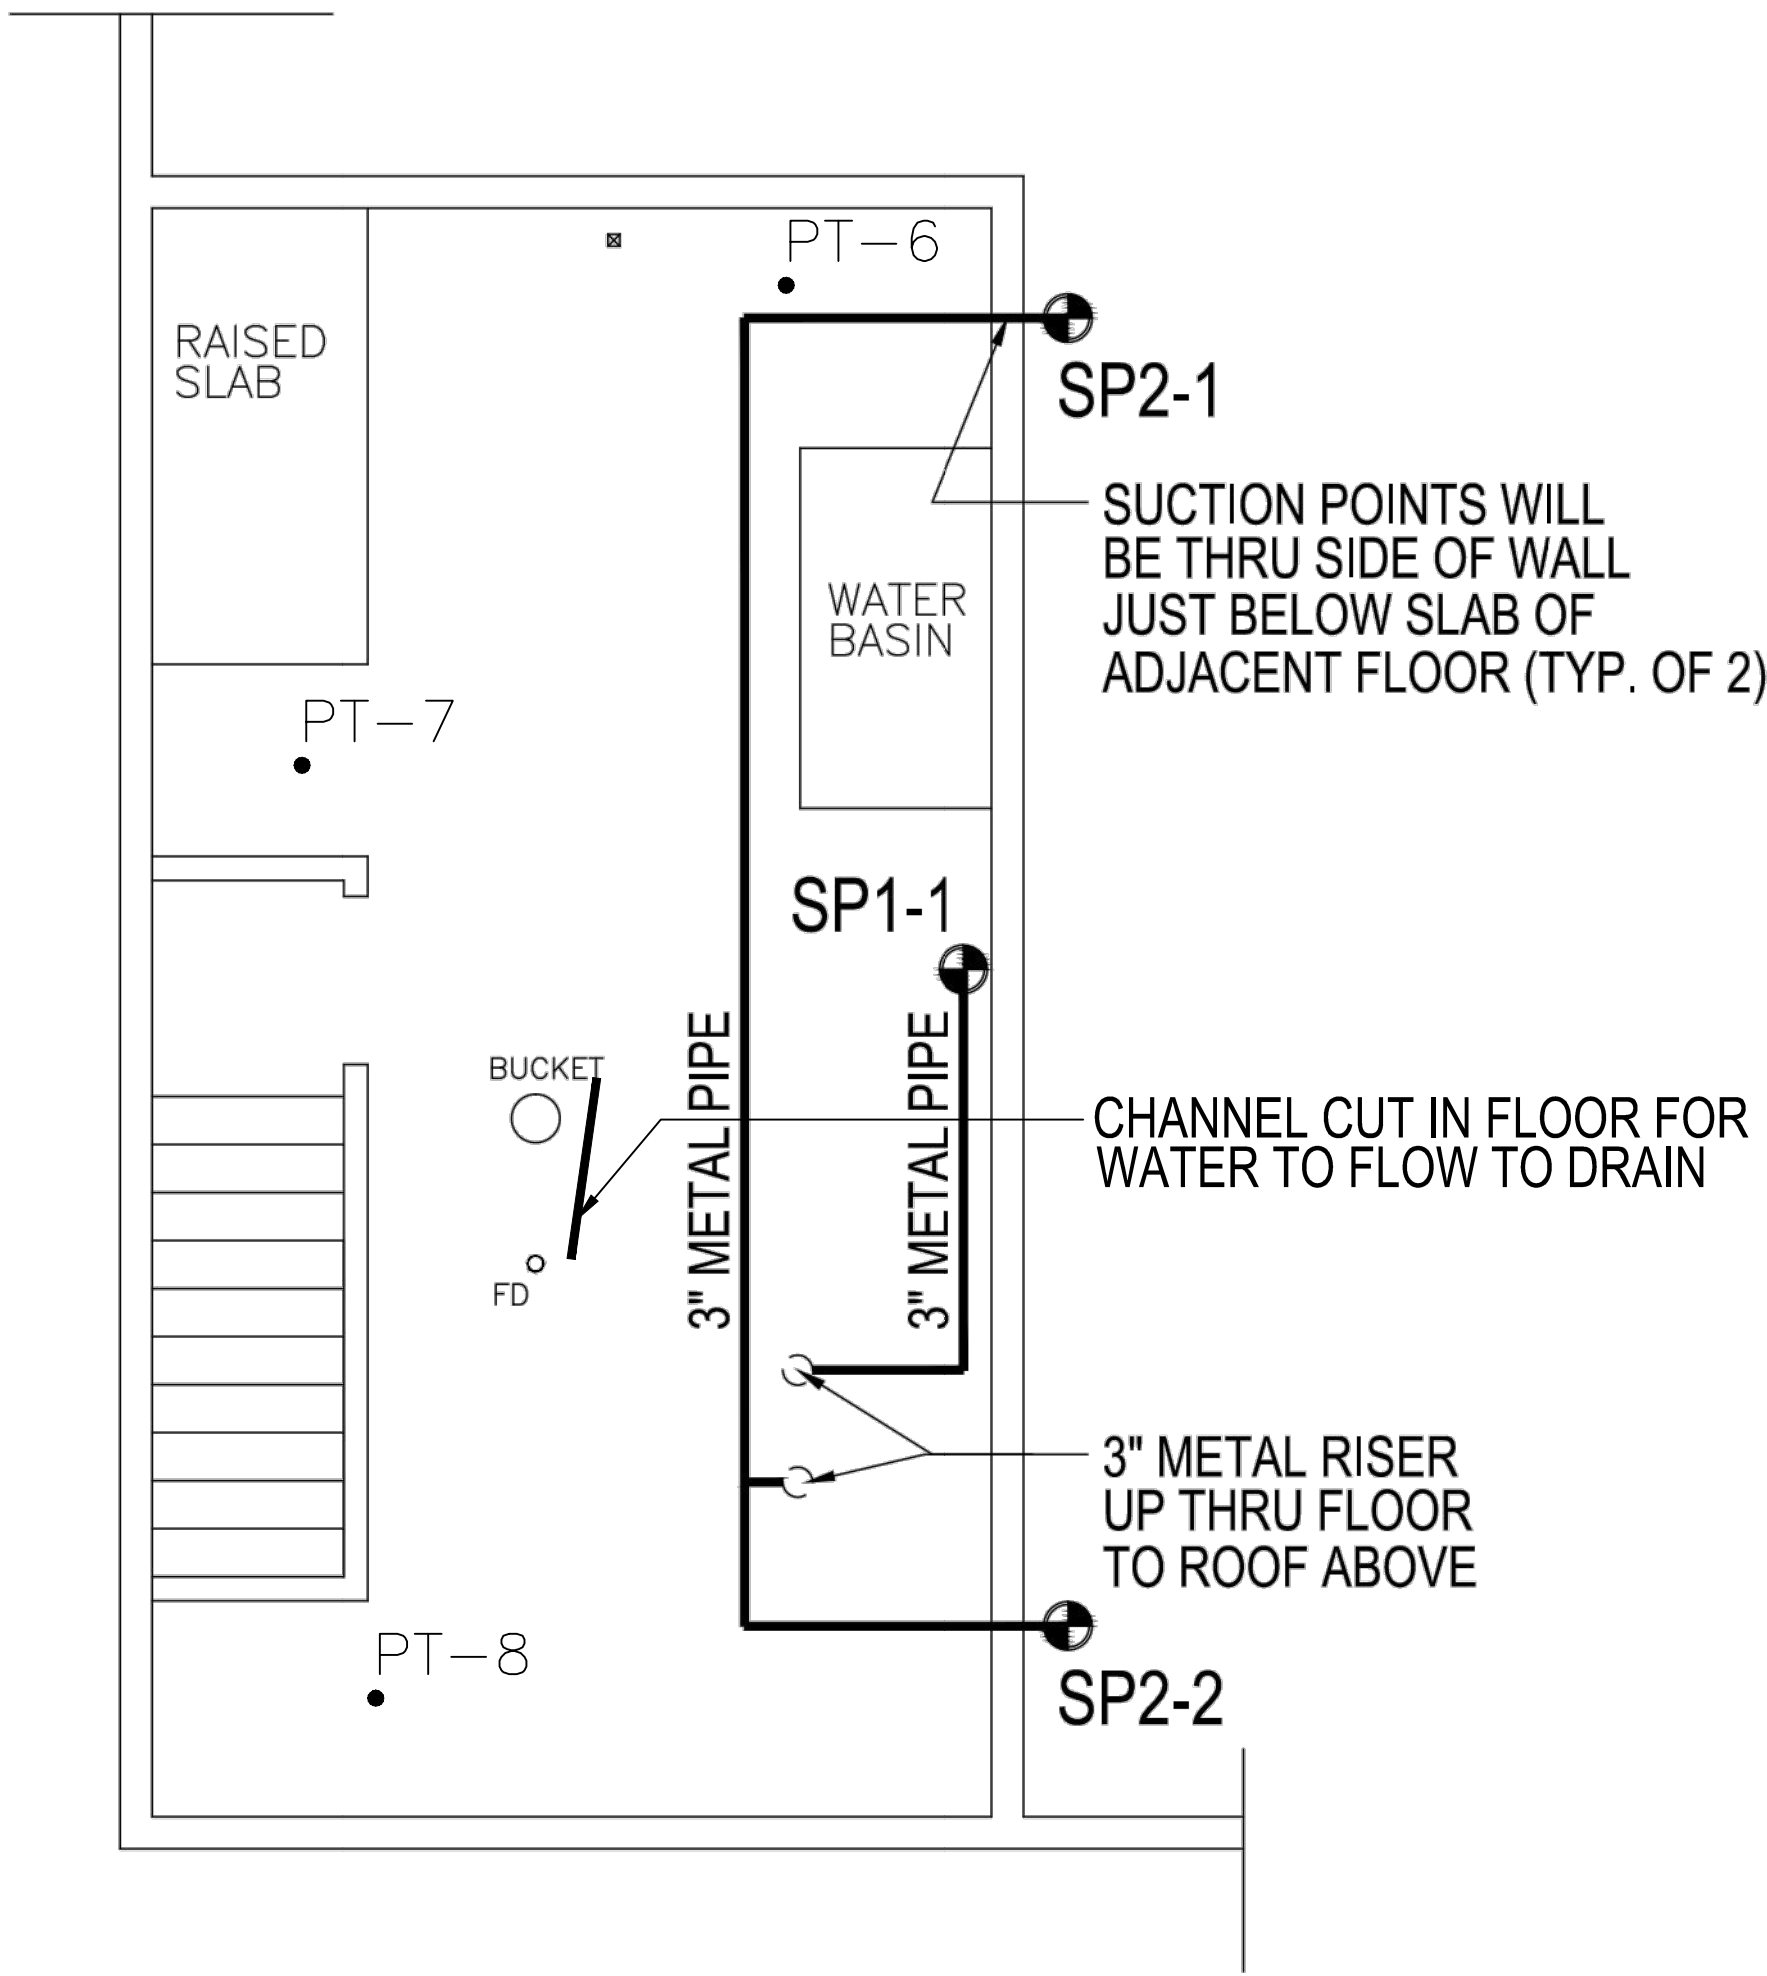 PT-6
RAISED
SLAB
SP2-1
SUCTION POINTS WILL
BE THRU SIDE OF WALL
JUST BELOW SLAB OF
ADJACENT FLOOR (TYP. OF 2)
WATER
BASIN
PT-7
SP1-1
3" METAL PIPE
3" METAL PIPE
BUCKET
CHANNEL CUT IN FLOOR FOR
WATER TO FLOW TO DRAIN
FD
3" METAL RISER
UP THRU FLOOR
TO ROOF ABOVE
PT-8
SP2-2